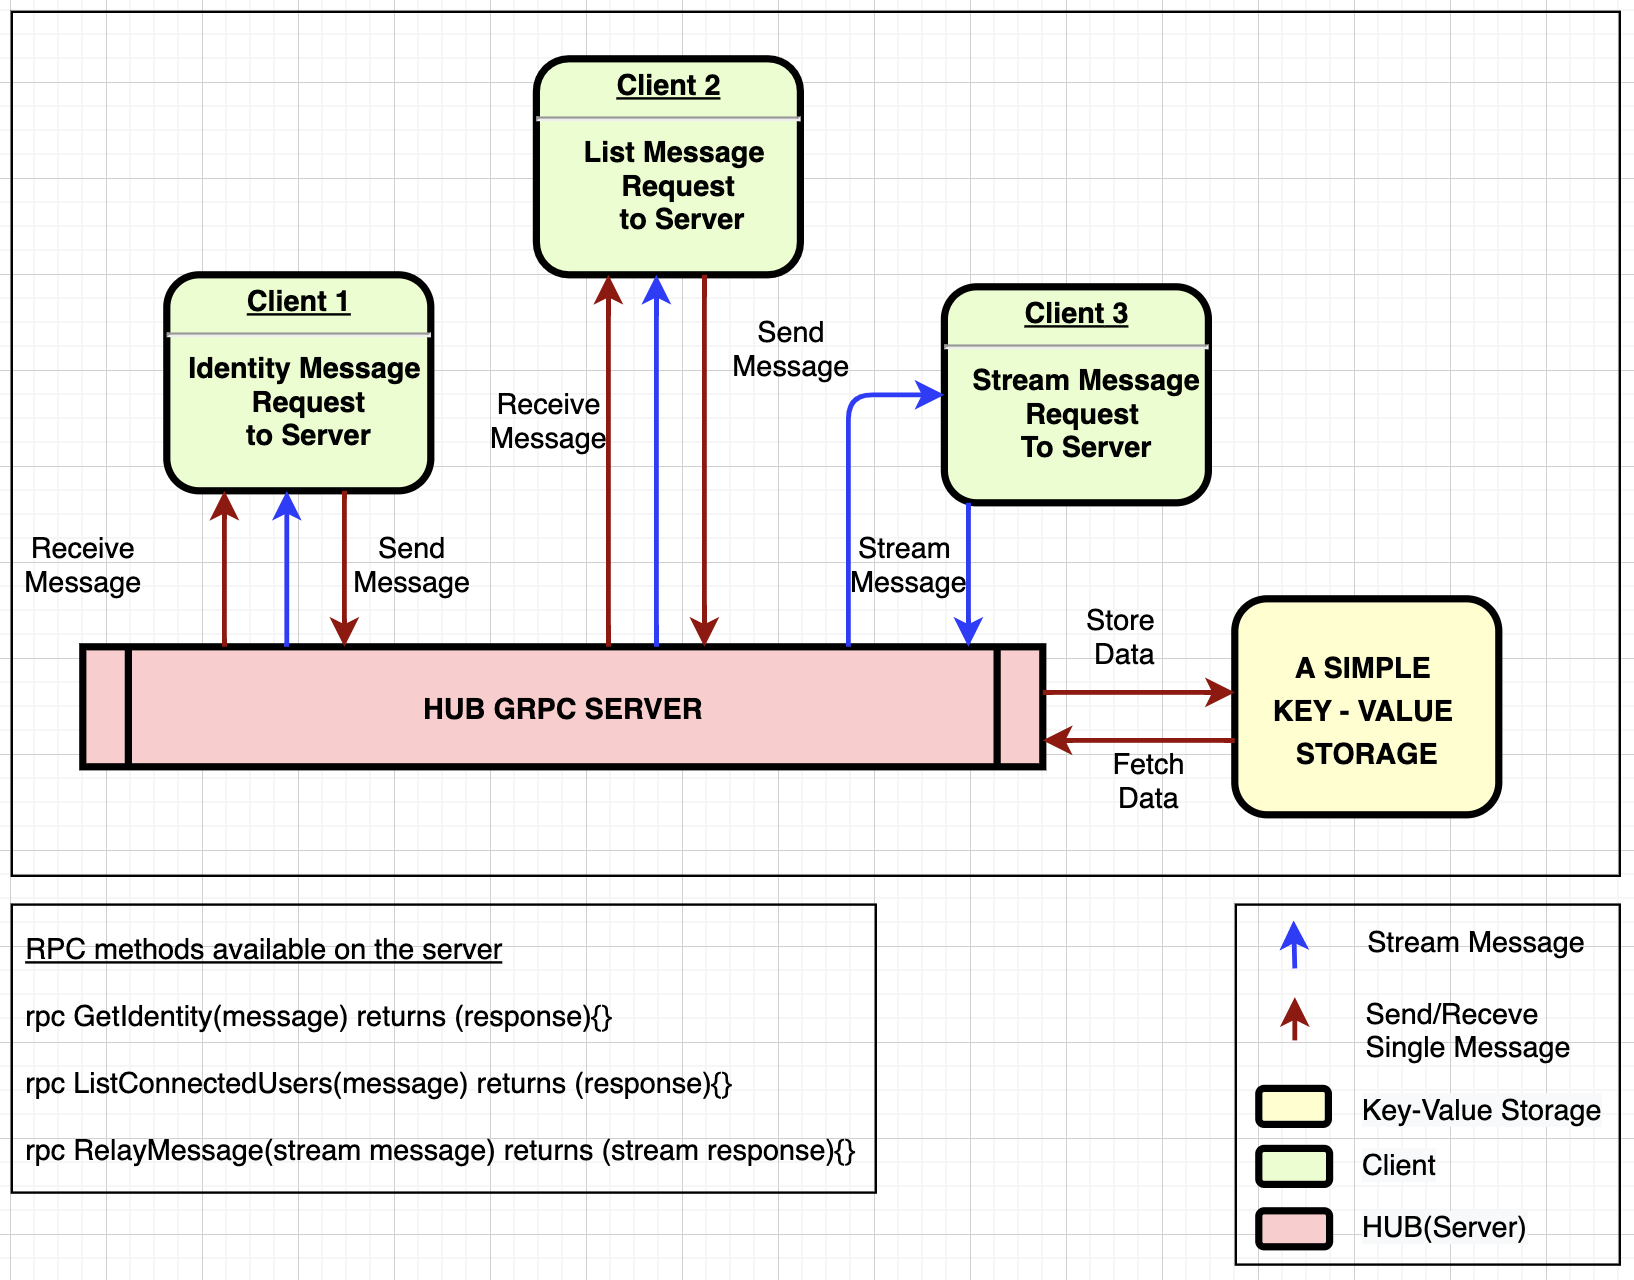 Client 2
List Message
Request
to Server
Client 1
Identity Message
Request
to Server
Client 3
Stream Message
Request
To Server
Send
Message
Receive
Message
Receive
Message
Send
Message
Stream
Message
Store
Data
HUB GRPC SERVER
A SIMPLE
KEY - VALUE
STORAGE
Fetch
Data
RPC methods available on the server
rpc GetIdentity(message) returns (response){}
rpc ListConnectedUsers(message) returns (response){}
rpc RelayMessage(stream message) returns (stream response){}
Stream Message
Send/Receve
Single Message
Key-Value Storage
Client
HUB(Server)